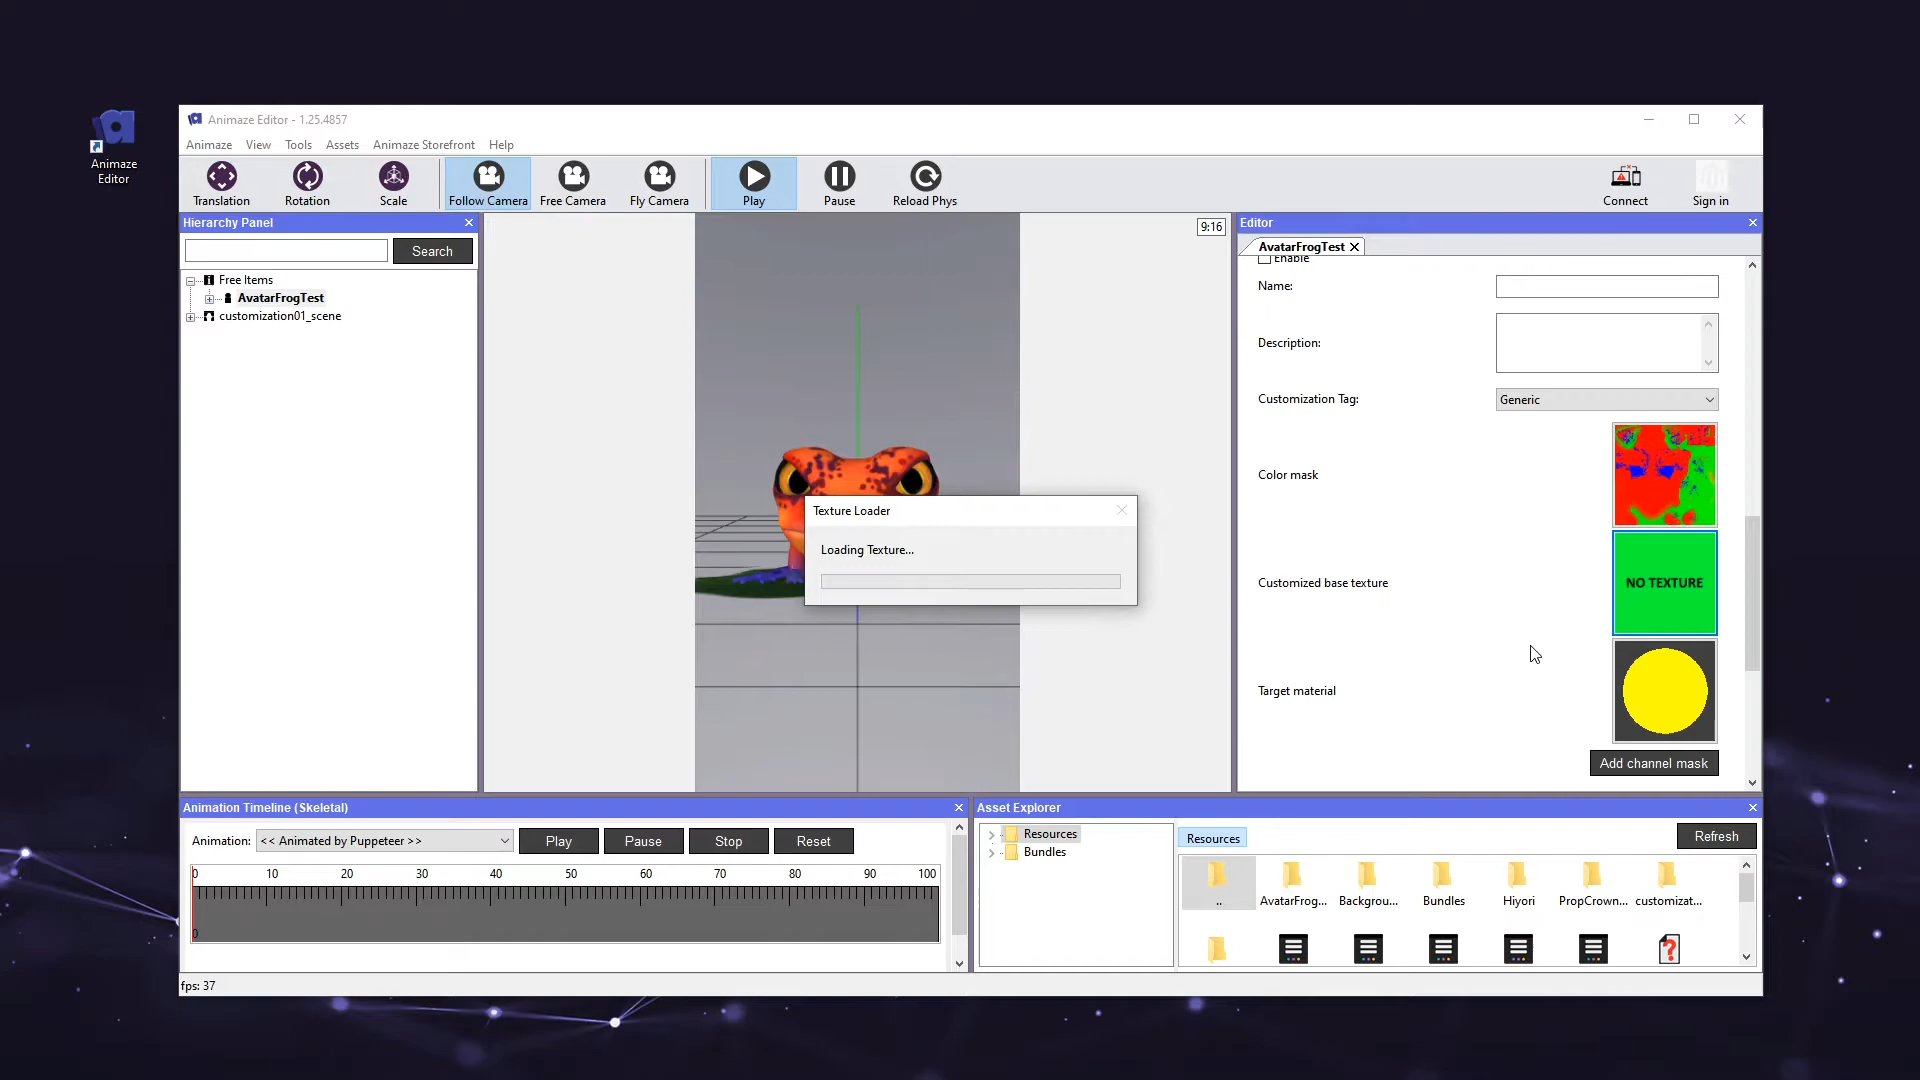 Animaze
Editor
Animaze Editor - 1.25.4857
Animaze View Tools Assets Animaze Storefront Help
Translation Rotation Scale Follow Camera Free Camera Fly Camera Play Pause Reload Phys Connect Sign in
Hierarchy Panel
Search
Free Items
AvatarFrogTest
customization01_scene
9:16
Texture Loader
Loading Texture...
Editor
AvatarFrogTest
Enable
Name:
Description:
Customization Tag: Generic
Color mask
Customized base texture NO TEXTURE
Target material
Add channel mask
Animation Timeline (Skeletal)
Animation: << Animated by Puppeteer >> Play Pause Stop Reset
0 10 20 30 40 50 60 70 80 90 100
0
Asset Explorer
Resources
Bundles
Resources Refresh
.. AvatarFrog... Backgrou... Bundles Hiyori PropCrown... customizat...
fps: 37